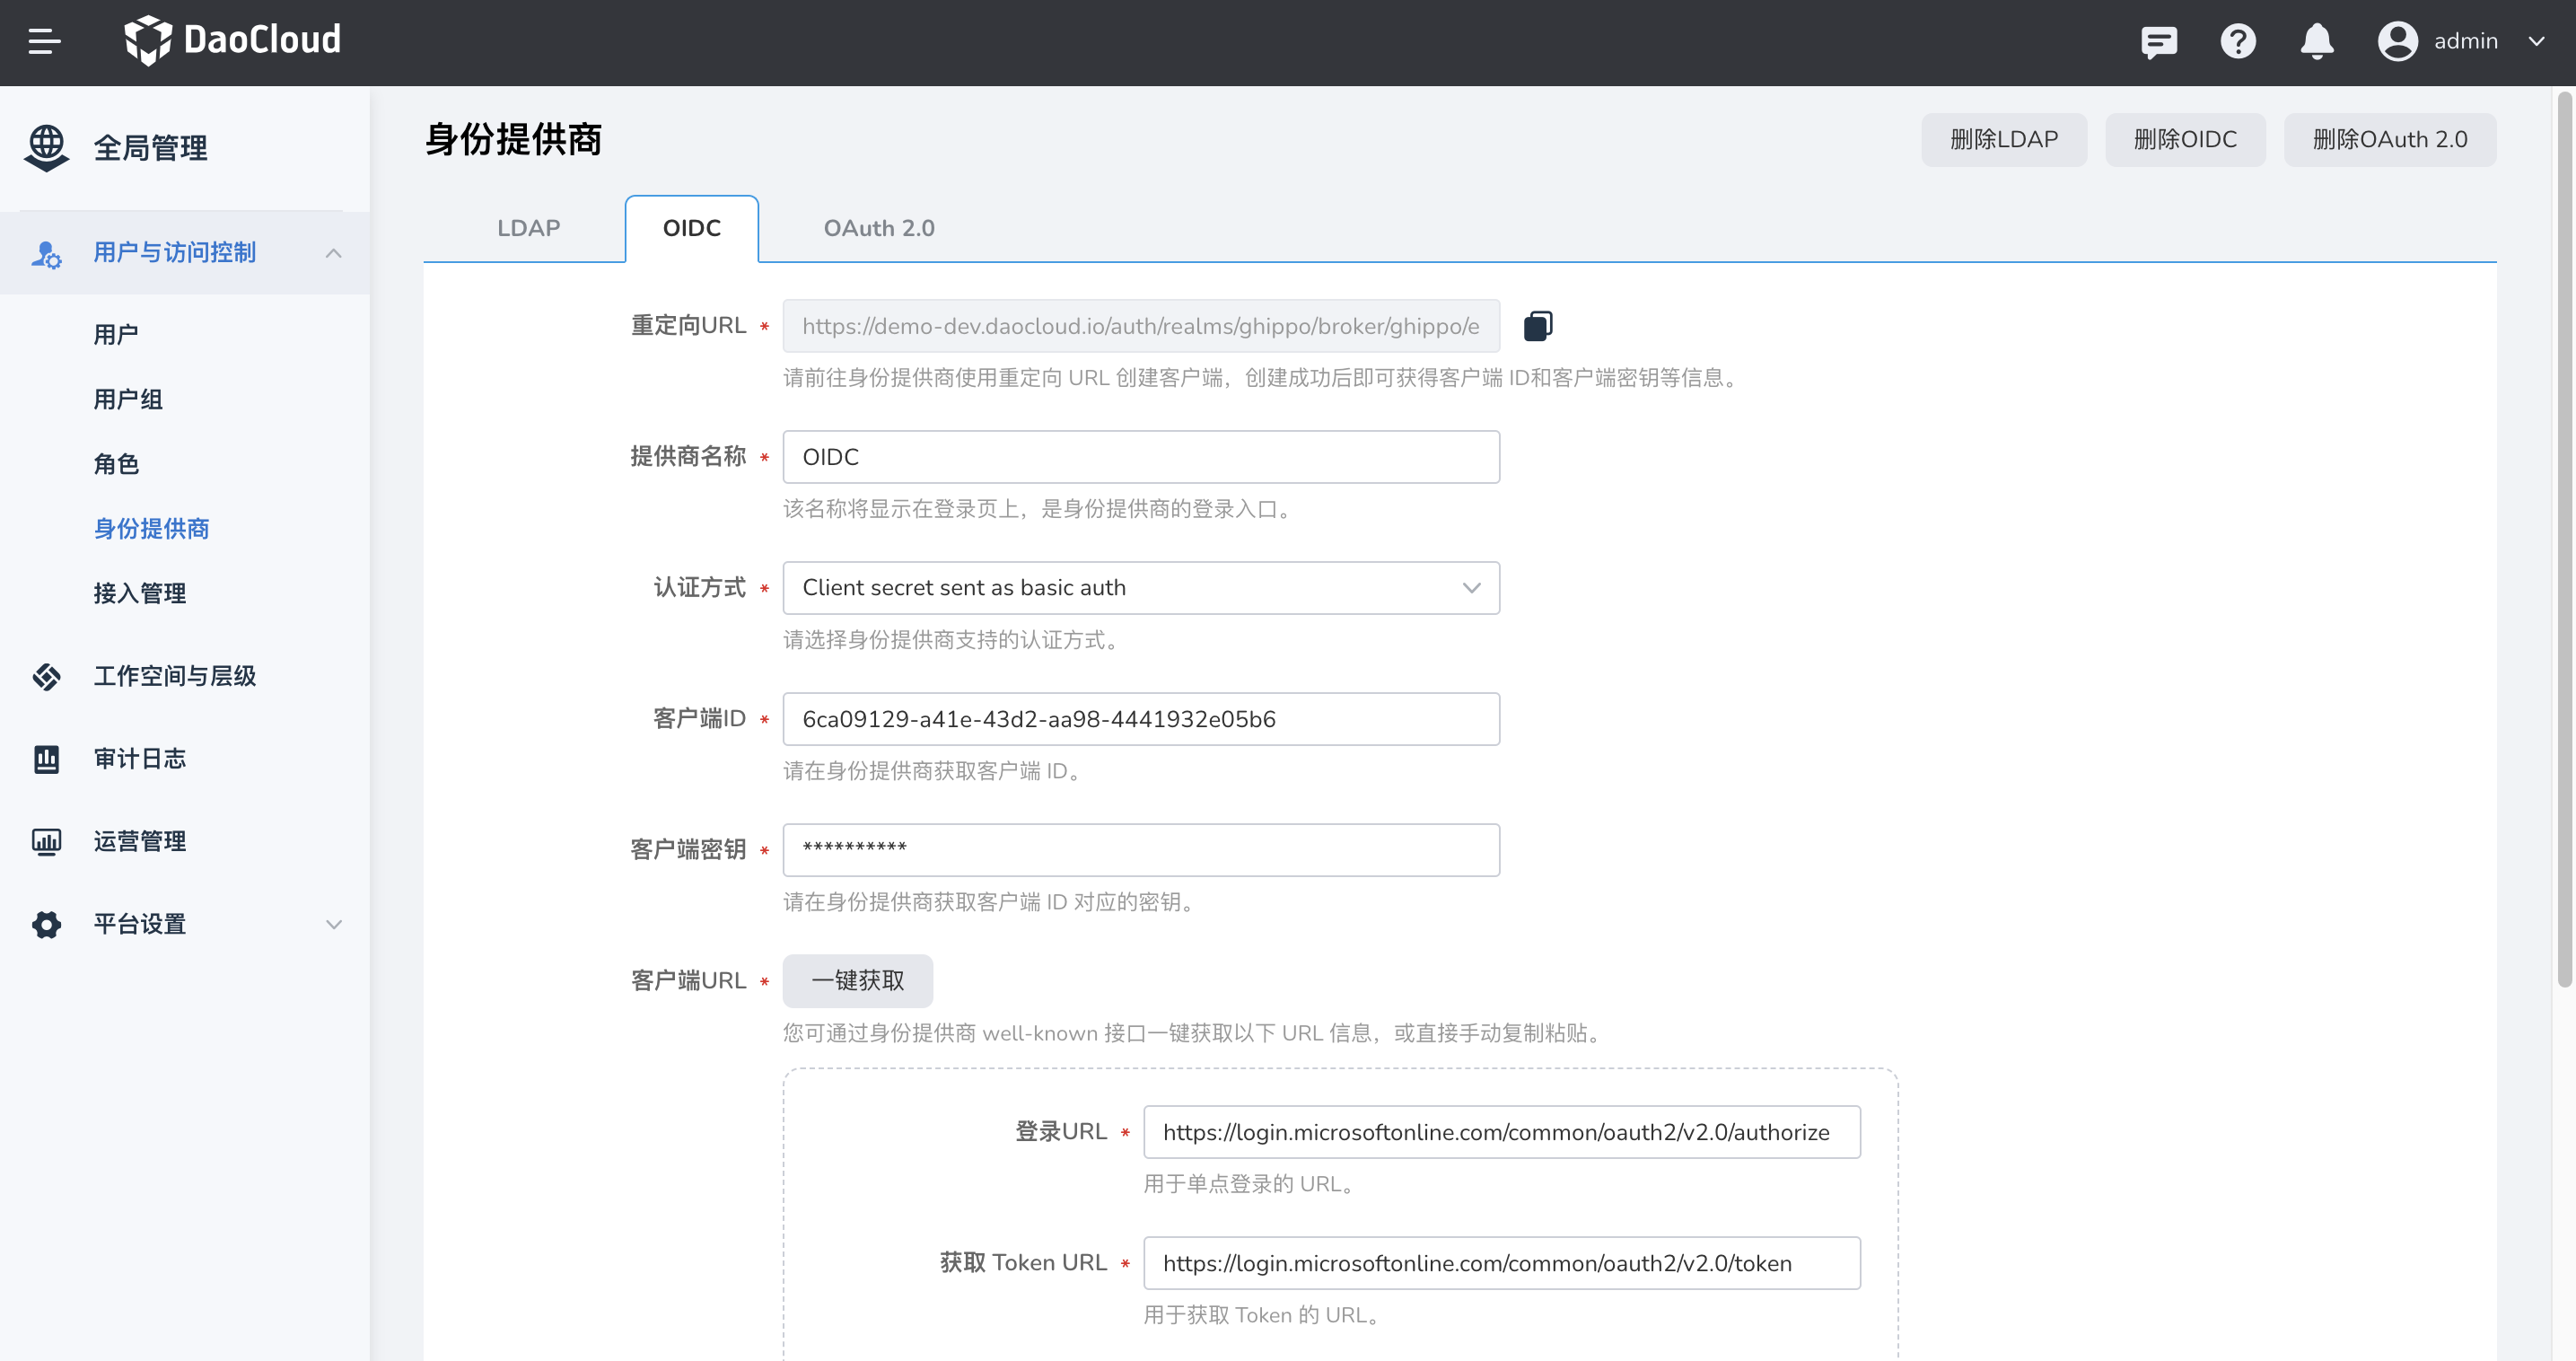 DaoCloud
admin
全局管理
用户与访问控制
用户
用户组
角色
身份提供商
接入管理
工作空间与层级
审计日志
运营管理
平台设置
身份提供商
删除LDAP
删除OIDC
删除OAuth 2.0
LDAP
OIDC
OAuth 2.0
重定向URL *
https://demo-dev.daocloud.io/auth/realms/ghippo/broker/ghippo/e
请前往身份提供商使用重定向 URL 创建客户端，创建成功后即可获得客户端 ID和客户端密钥等信息。
提供商名称 *
OIDC
该名称将显示在登录页上，是身份提供商的登录入口。
认证方式 *
Client secret sent as basic auth
请选择身份提供商支持的认证方式。
客户端ID *
6ca09129-a41e-43d2-aa98-4441932e05b6
请在身份提供商获取客户端 ID。
客户端密钥 *
**********
请在身份提供商获取客户端 ID 对应的密钥。
客户端URL *
一键获取
您可通过身份提供商 well-known 接口一键获取以下 URL 信息，或直接手动复制粘贴。
登录URL *
https://login.microsoftonline.com/common/oauth2/v2.0/authorize
用于单点登录的 URL。
获取 Token URL *
https://login.microsoftonline.com/common/oauth2/v2.0/token
用于获取 Token 的 URL。